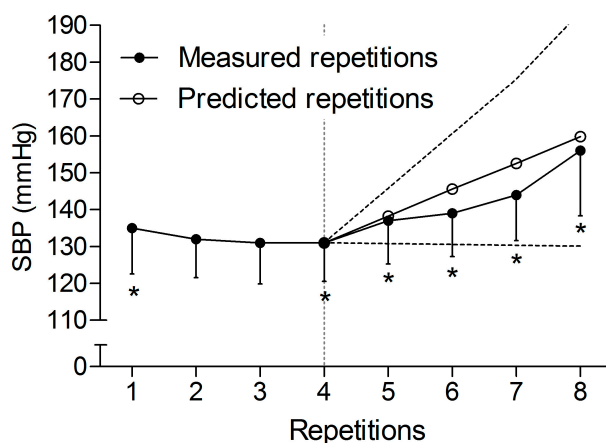 190
180
170
160
150
140
130
120
110
0
SBP (mmHg)
Measured repetitions
Predicted repetitions
* * * * * *
1 2 3 4 5 6 7 8
Repetitions